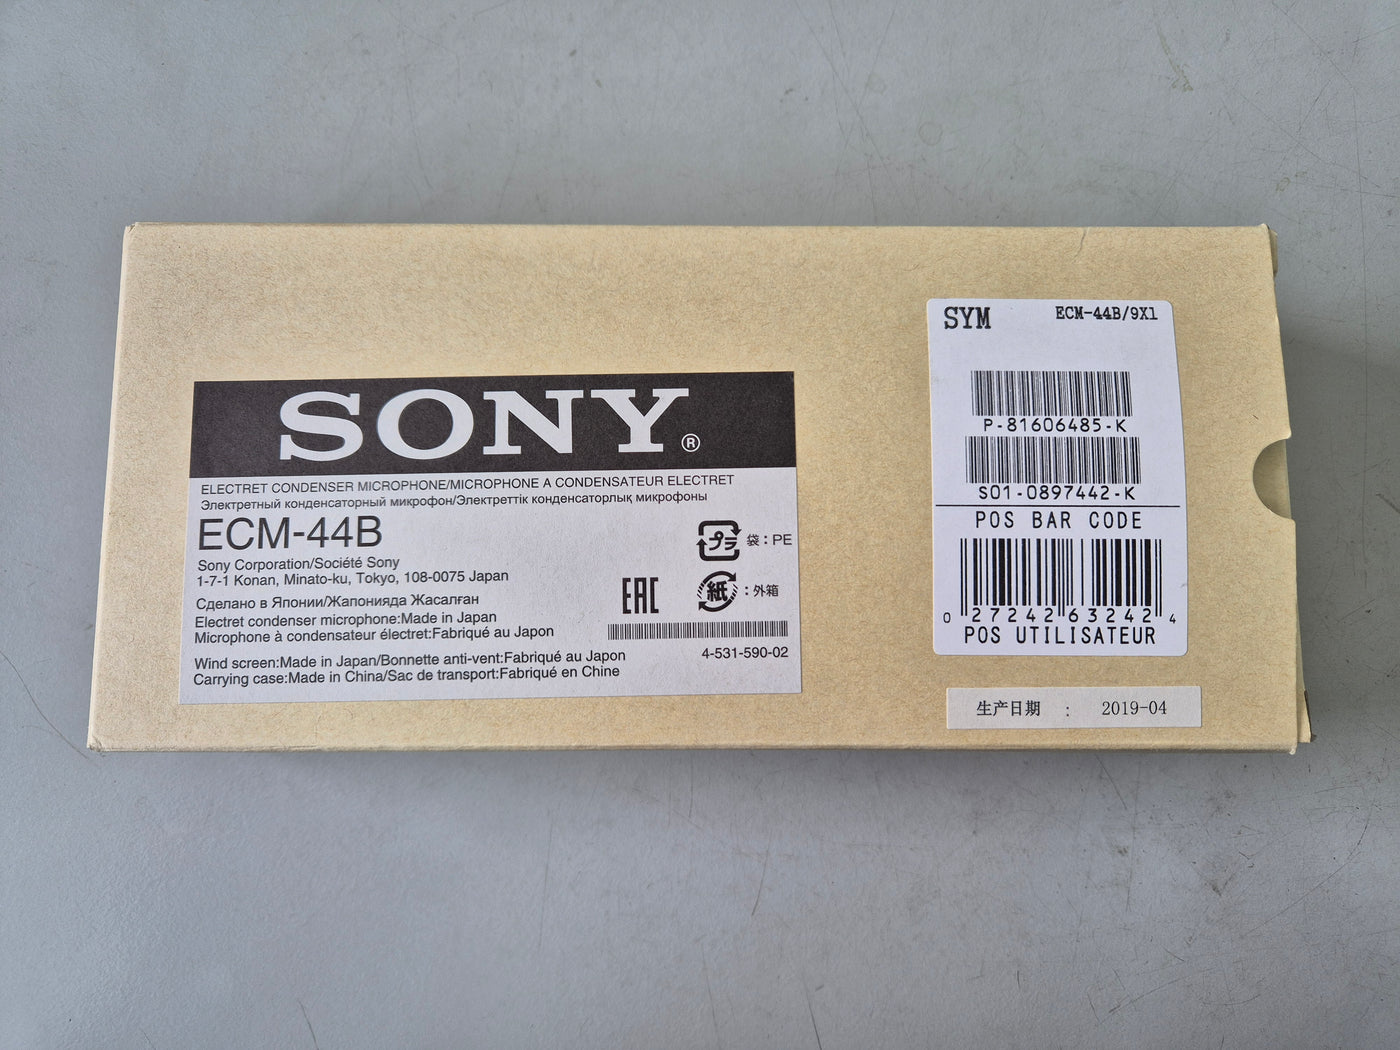 SONY®
ELECTRET CONDENSER MICROPHONE/MICROPHONE A CONDENSATEUR ELECTRET
Электретный конденсаторный микрофон/Электреттік конденсаторлық микрофоны
ECM-44B
Sony Corporation/Société Sony
1-7-1 Konan, Minato-ku, Tokyo, 108-0075 Japan
Сделано в Японии/Жапонияда Жасалған
Electret condenser microphone:Made in Japan
Microphone à condensateur électret:Fabriqué au Japon
Wind screen:Made in Japan/Bonnette anti-vent:Fabriqué au Japon
Carrying case:Made in China/Sac de transport:Fabriqué en Chine
プラ 袋：PE
EAC 紙：外箱
4-531-590-02
SYM ECM-44B/9X1
P-81606485-K
S01-0897442-K
POS BAR CODE
0 27242 63242 4
POS UTILISATEUR
生产日期 : 2019-04